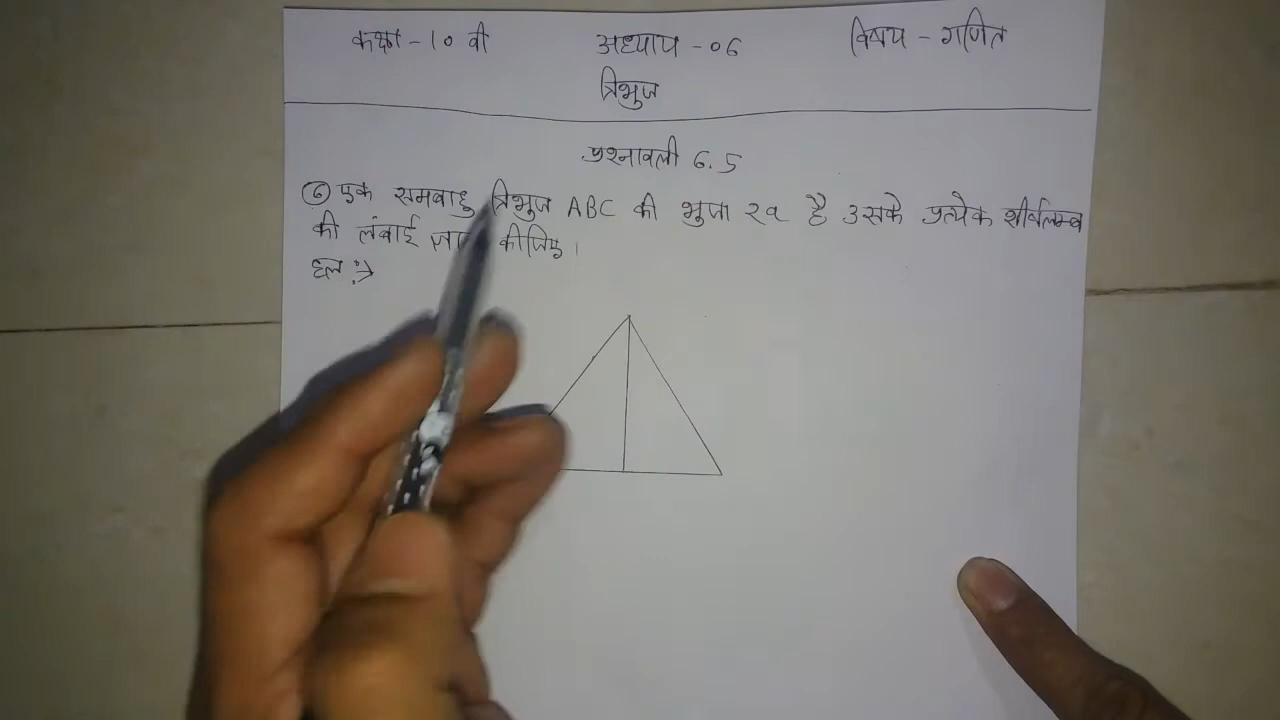 कक्षा - 10 वी अध्याय - 06 विषय - गणित
त्रिभुज
प्रश्नावली 6.5
⑥ एक समबाहु त्रिभुज ABC की भुजा 2a है उसके प्रत्येक शीर्षलम्ब
की लंबाई कीजिए।
हल :->